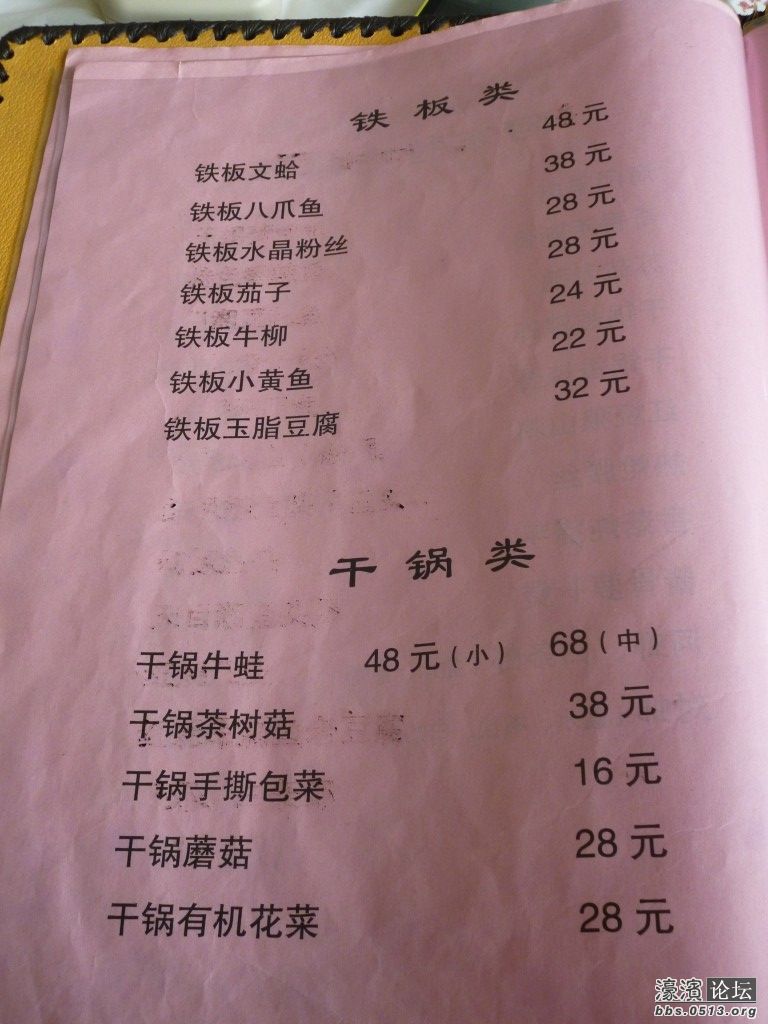 铁板类
铁板文蛤 48元
铁板八爪鱼 38元
铁板水晶粉丝 28元
铁板茄子 28元
铁板牛柳 24元
铁板小黄鱼 22元
铁板玉脂豆腐 32元
干锅类
干锅牛蛙 48元(小) 68(中)
干锅茶树菇 38元
干锅手撕包菜 16元
干锅蘑菇 28元
干锅有机花菜 28元
濠滨论坛
bbs.0513.org